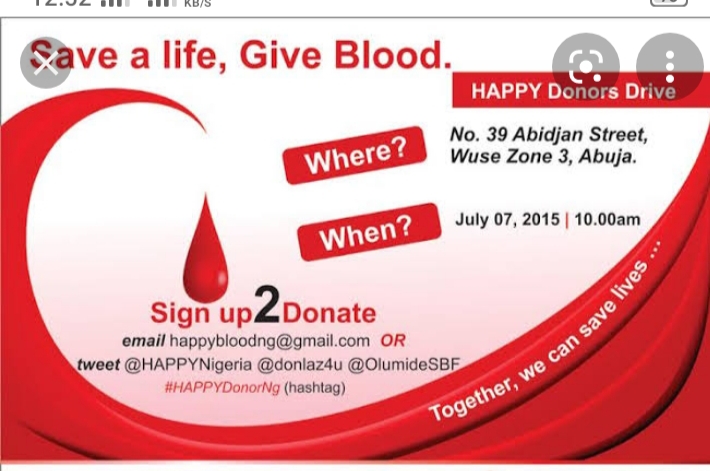 KB/S
Save a life, Give Blood.
HAPPY Donors Drive
Where?
No. 39 Abidjan Street,
Wuse Zone 3, Abuja.
When?
July 07, 2015 | 10.00am
Sign up2Donate
email happybloodng@gmail.com OR
tweet @HAPPYNigeria @donlaz4u @OlumideSBF
#HAPPYDonorNg (hashtag)
Together, we can save lives ...